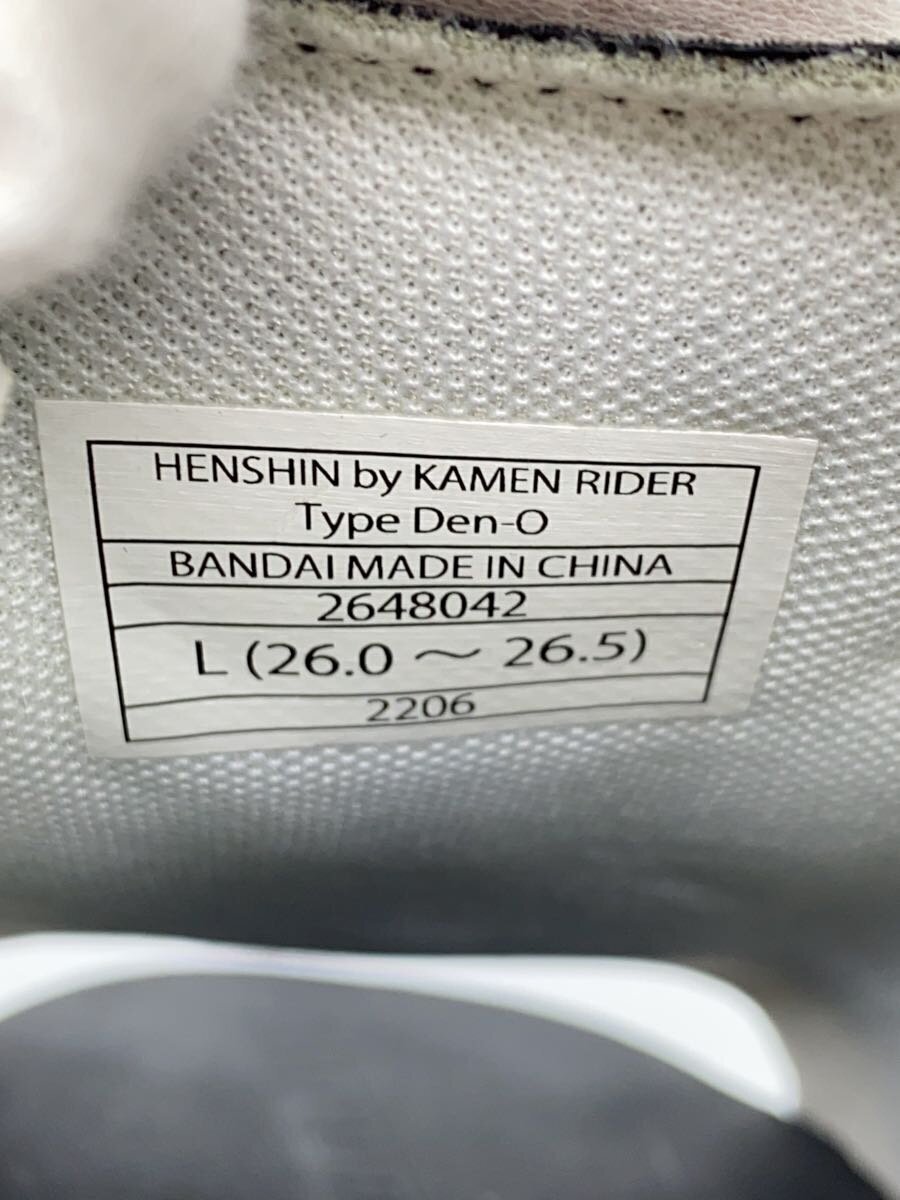 HENSHIN by KAMEN RIDER
Type Den-O
BANDAI MADE IN CHINA
2648042
L (26.0 ～ 26.5)
2206